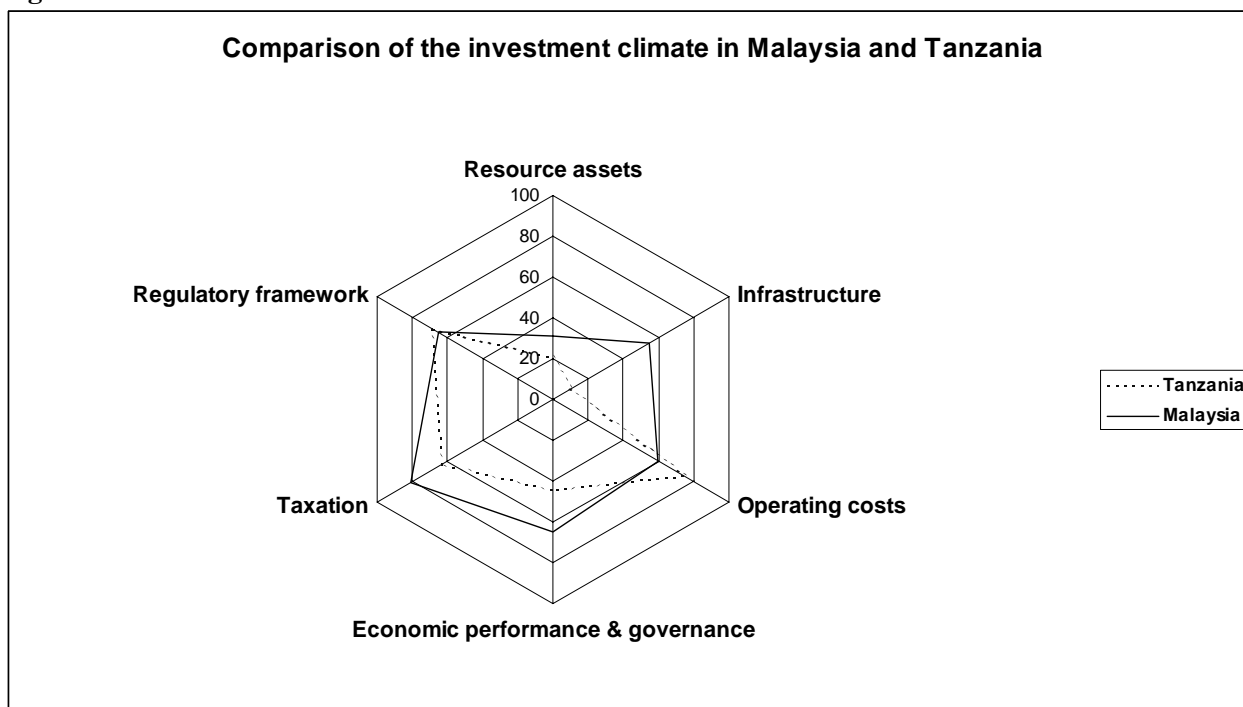 Comparison of the investment climate in Malaysia and Tanzania
Resource assets
100
80
60
40
20
0
Regulatory framework
Infrastructure
Tanzania
Malaysia
Taxation
Operating costs
Economic performance & governance